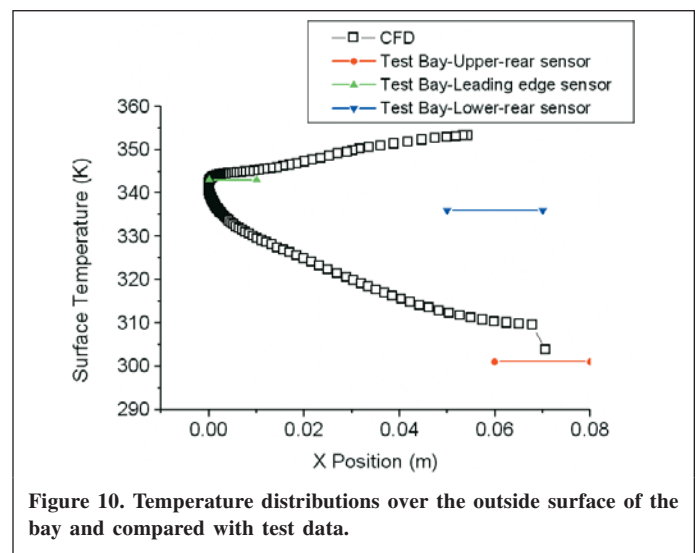 CFD
Test Bay-Upper-rear sensor
Test Bay-Leading edge sensor
Test Bay-Lower-rear sensor
360
350
340
330
320
310
300
290
Surface Temperature (K)
0.00
0.02
0.04
0.06
0.08
X Position (m)
Figure 10. Temperature distributions over the outside surface of the
bay and compared with test data.